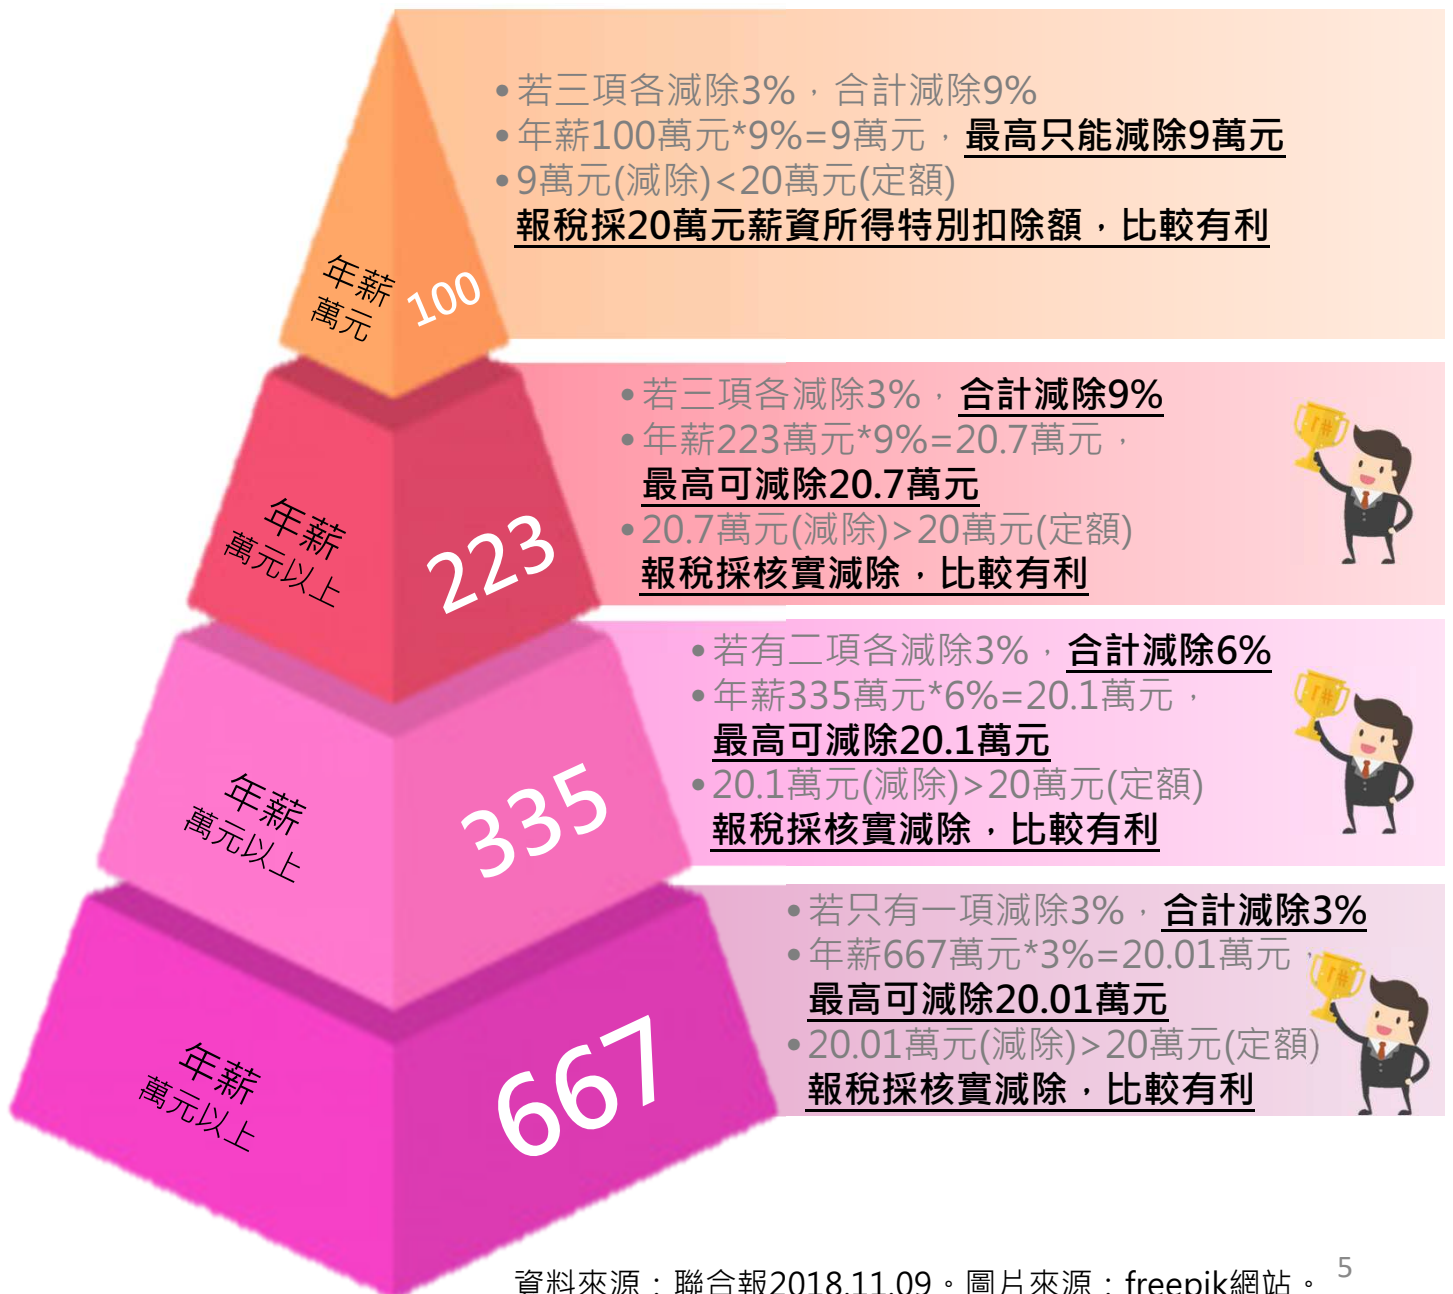 •若三項各減除3%，合計減除9%
•年薪100萬元*9%=9萬元，最高只能減除9萬元
•9萬元(減除)<20萬元(定額)
報稅採20萬元薪資所得特別扣除額，比較有利
年薪
萬元
100
•若三項各減除3%，合計減除9%
•年薪223萬元*9%=20.7萬元，
最高可減除20.7萬元
•20.7萬元(減除)>20萬元(定額)
報稅採核實減除，比較有利
年薪
萬元以上
223
•若有二項各減除3%，合計減除6%
•年薪335萬元*6%=20.1萬元，
最高可減除20.1萬元
•20.1萬元(減除)>20萬元(定額)
報稅採核實減除，比較有利
年薪
萬元以上
335
•若只有一項減除3%，合計減除3%
•年薪667萬元*3%=20.01萬元，
最高可減除20.01萬元
•20.01萬元(減除)>20萬元(定額)
報稅採核實減除，比較有利
年薪
萬元以上
667
資料來源：聯合報2018.11.09。圖片來源：freepik網站。
5